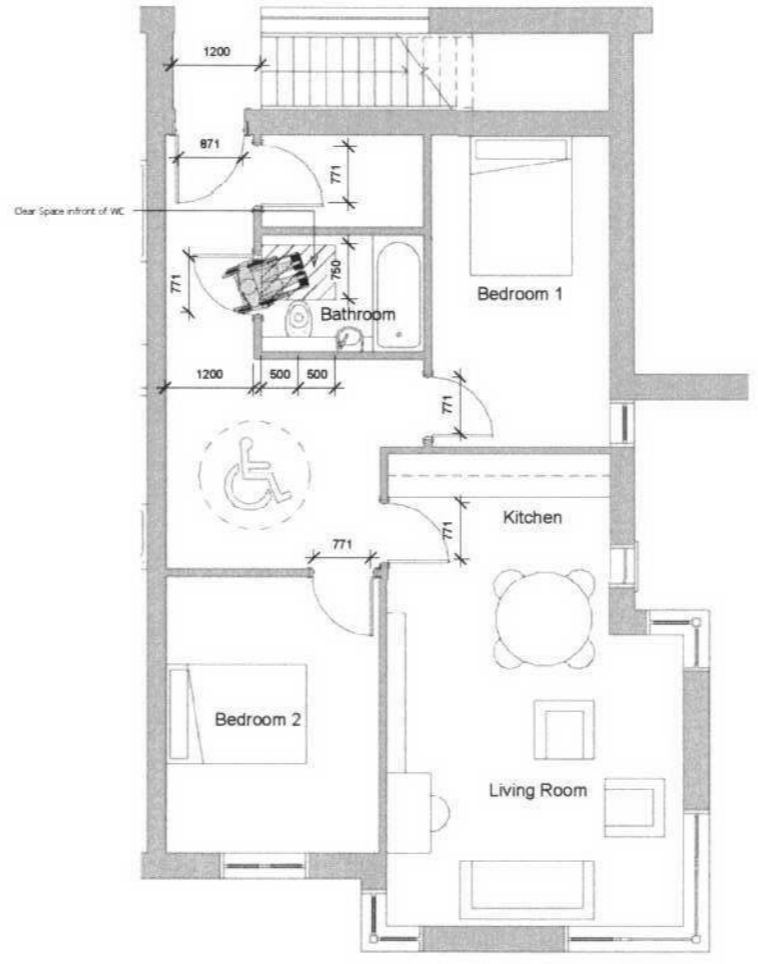 1200
871
771
Clear Space infront of WC
771
750
Bedroom 1
Bathroom
1200
500
500
771
Kitchen
771
771
Bedroom 2
Living Room